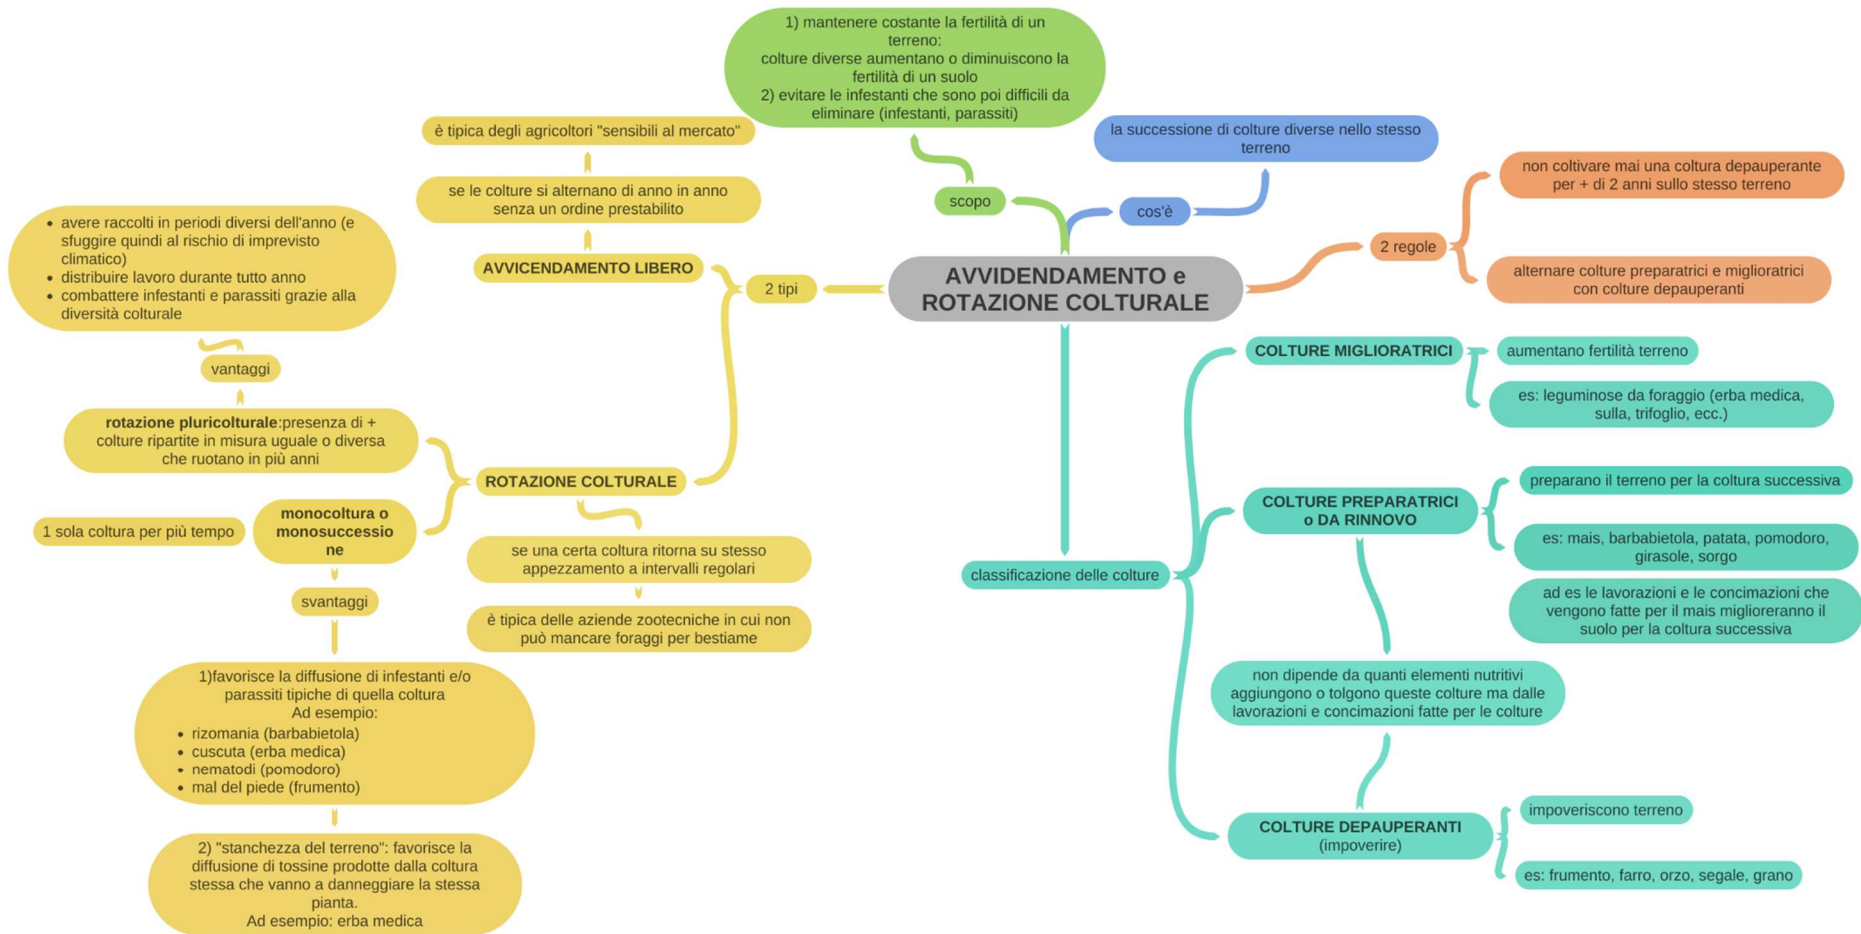 AVVIDENDAMENTO e
ROTAZIONE COLTURALE
scopo
1) mantenere costante la fertilità di un
terreno:
colture diverse aumentano o diminuiscono la
fertilità di un suolo
2) evitare le infestanti che sono poi difficili da
eliminare (infestanti, parassiti)
cos'è
la successione di colture diverse nello stesso
terreno
2 regole
non coltivare mai una coltura depauperante
per + di 2 anni sullo stesso terreno
alternare colture preparatrici e miglioratrici
con colture depauperanti
2 tipi
AVVICENDAMENTO LIBERO
se le colture si alternano di anno in anno
senza un ordine prestabilito
è tipica degli agricoltori "sensibili al mercato"
ROTAZIONE COLTURALE
se una certa coltura ritorna su stesso
appezzamento a intervalli regolari
è tipica delle aziende zootecniche in cui non
può mancare foraggi per bestiame
rotazione pluricolturale:presenza di +
colture ripartite in misura uguale o diversa
che ruotano in più anni
vantaggi
• avere raccolti in periodi diversi dell'anno (e
sfuggire quindi al rischio di imprevisto
climatico)
• distribuire lavoro durante tutto anno
• combattere infestanti e parassiti grazie alla
diversità colturale
monocoltura o
monosuccessio
ne
1 sola coltura per più tempo
svantaggi
1)favorisce la diffusione di infestanti e/o
parassiti tipiche di quella coltura
Ad esempio:
• rizomania (barbabietola)
• cuscuta (erba medica)
• nematodi (pomodoro)
• mal del piede (frumento)
2) "stanchezza del terreno": favorisce la
diffusione di tossine prodotte dalla coltura
stessa che vanno a danneggiare la stessa
pianta.
Ad esempio: erba medica
classificazione delle colture
COLTURE MIGLIORATRICI
aumentano fertilità terreno
es: leguminose da foraggio (erba medica,
sulla, trifoglio, ecc.)
COLTURE PREPARATRICI
o DA RINNOVO
preparano il terreno per la coltura successiva
es: mais, barbabietola, patata, pomodoro,
girasole, sorgo
ad es le lavorazioni e le concimazioni che
vengono fatte per il mais miglioreranno il
suolo per la coltura successiva
non dipende da quanti elementi nutritivi
aggiungono o tolgono queste colture ma dalle
lavorazioni e concimazioni fatte per le colture
COLTURE DEPAUPERANTI
(impoverire)
impoveriscono terreno
es: frumento, farro, orzo, segale, grano